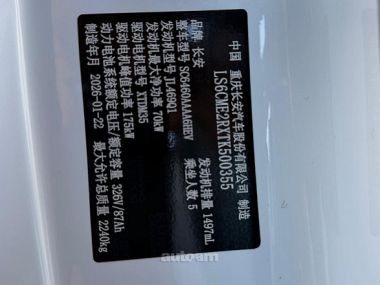 中国 重庆长安汽车股份有限公司 制造
LS6CME2RXTK500355
品牌 长安
整车型号 SC6460AAA6HEV
发动机型号 JL469Q1 发动机排量 1497mL
发动机最大净功率 70kW 乘坐人数 5
驱动电机型号 XTDM35
驱动电机峰值功率 175kW
动力电池系统额定电压/额定容量 326V/87Ah
制造年月 2026-01-22 最大允许总质量 2240kg
auto.am